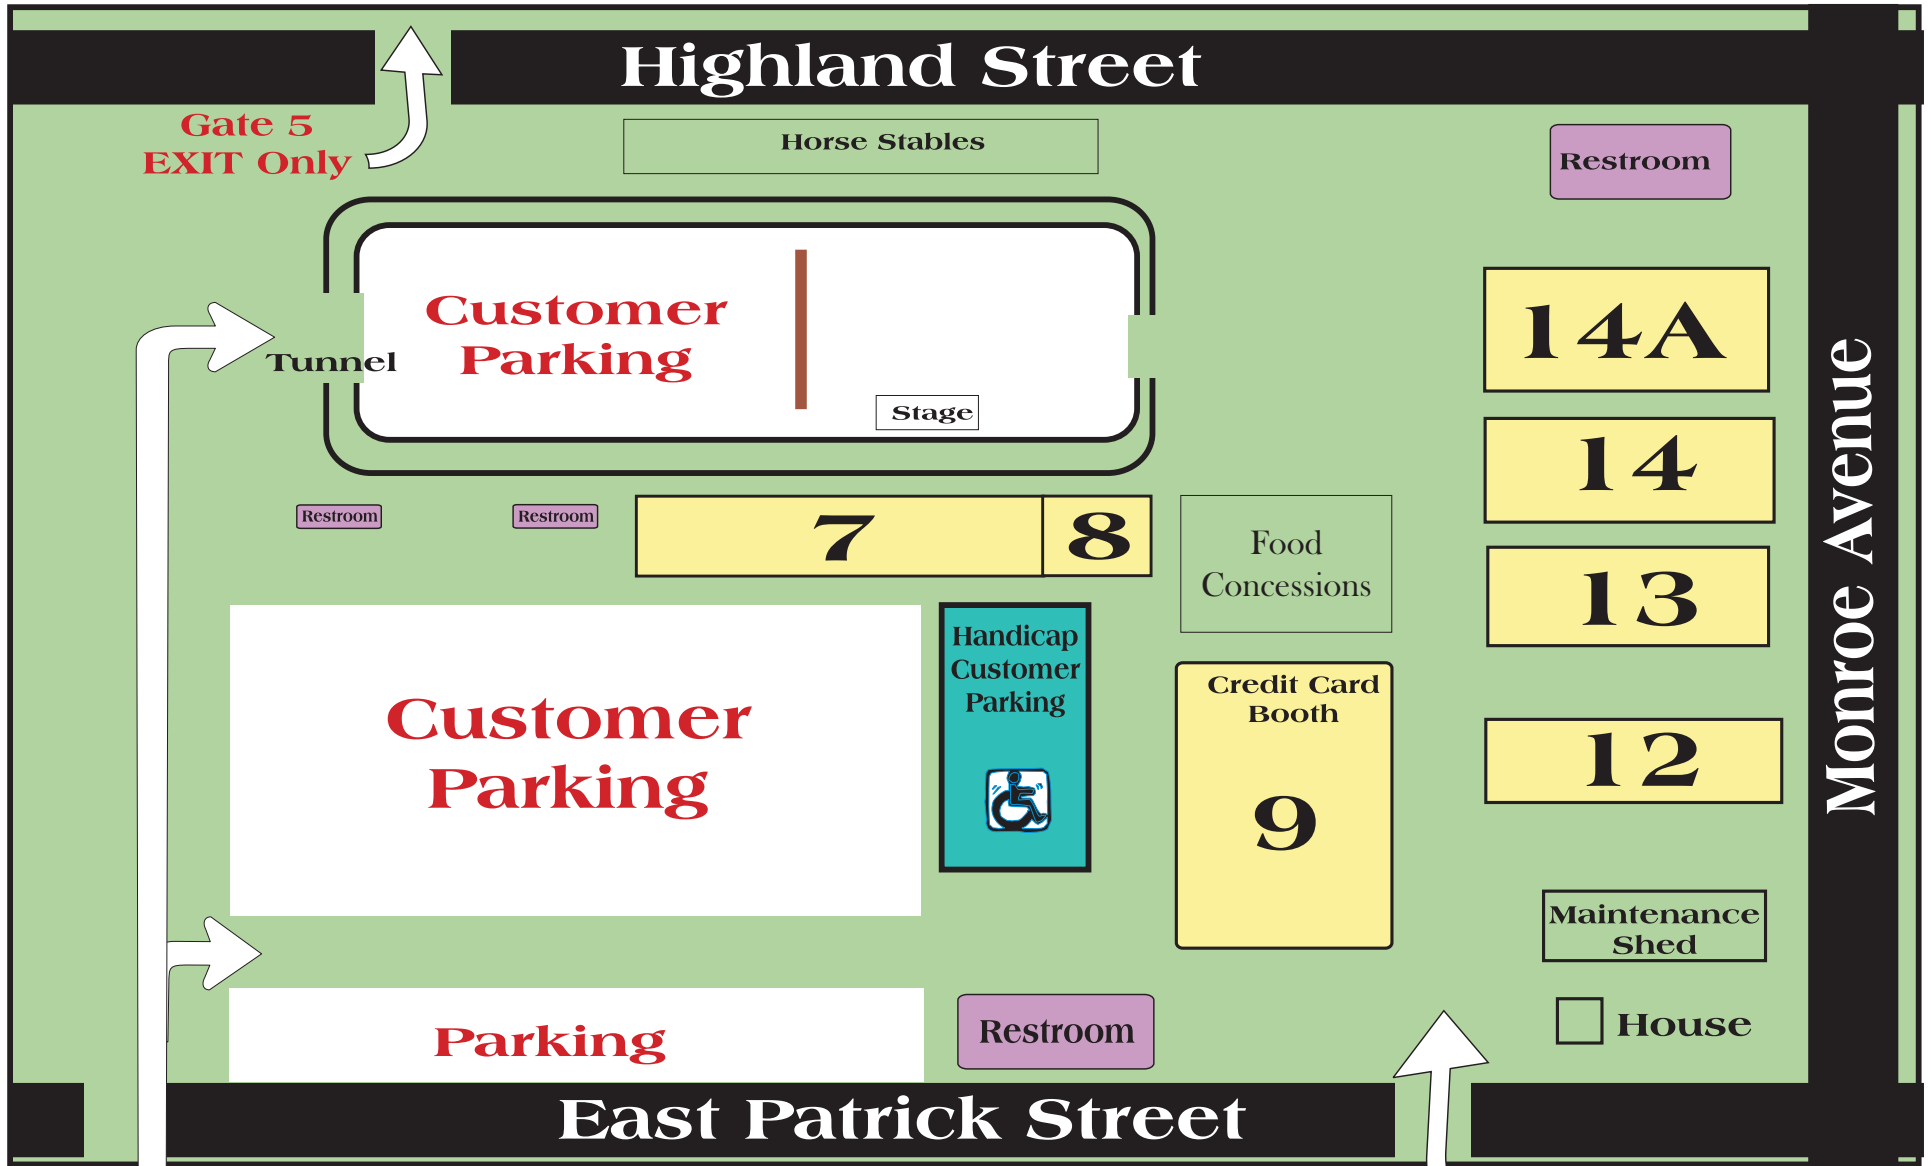 Highland Street
Gate 5
EXIT Only
Horse Stables
Restroom
Customer
Parking
Tunnel
Stage
14A
14
Monroe Avenue
Restroom
Restroom
7
8
Food
Concessions
13
Handicap
Customer
Parking
Credit Card
Booth
Customer
Parking
12
9
Maintenance
Shed
House
Parking
Restroom
East Patrick Street